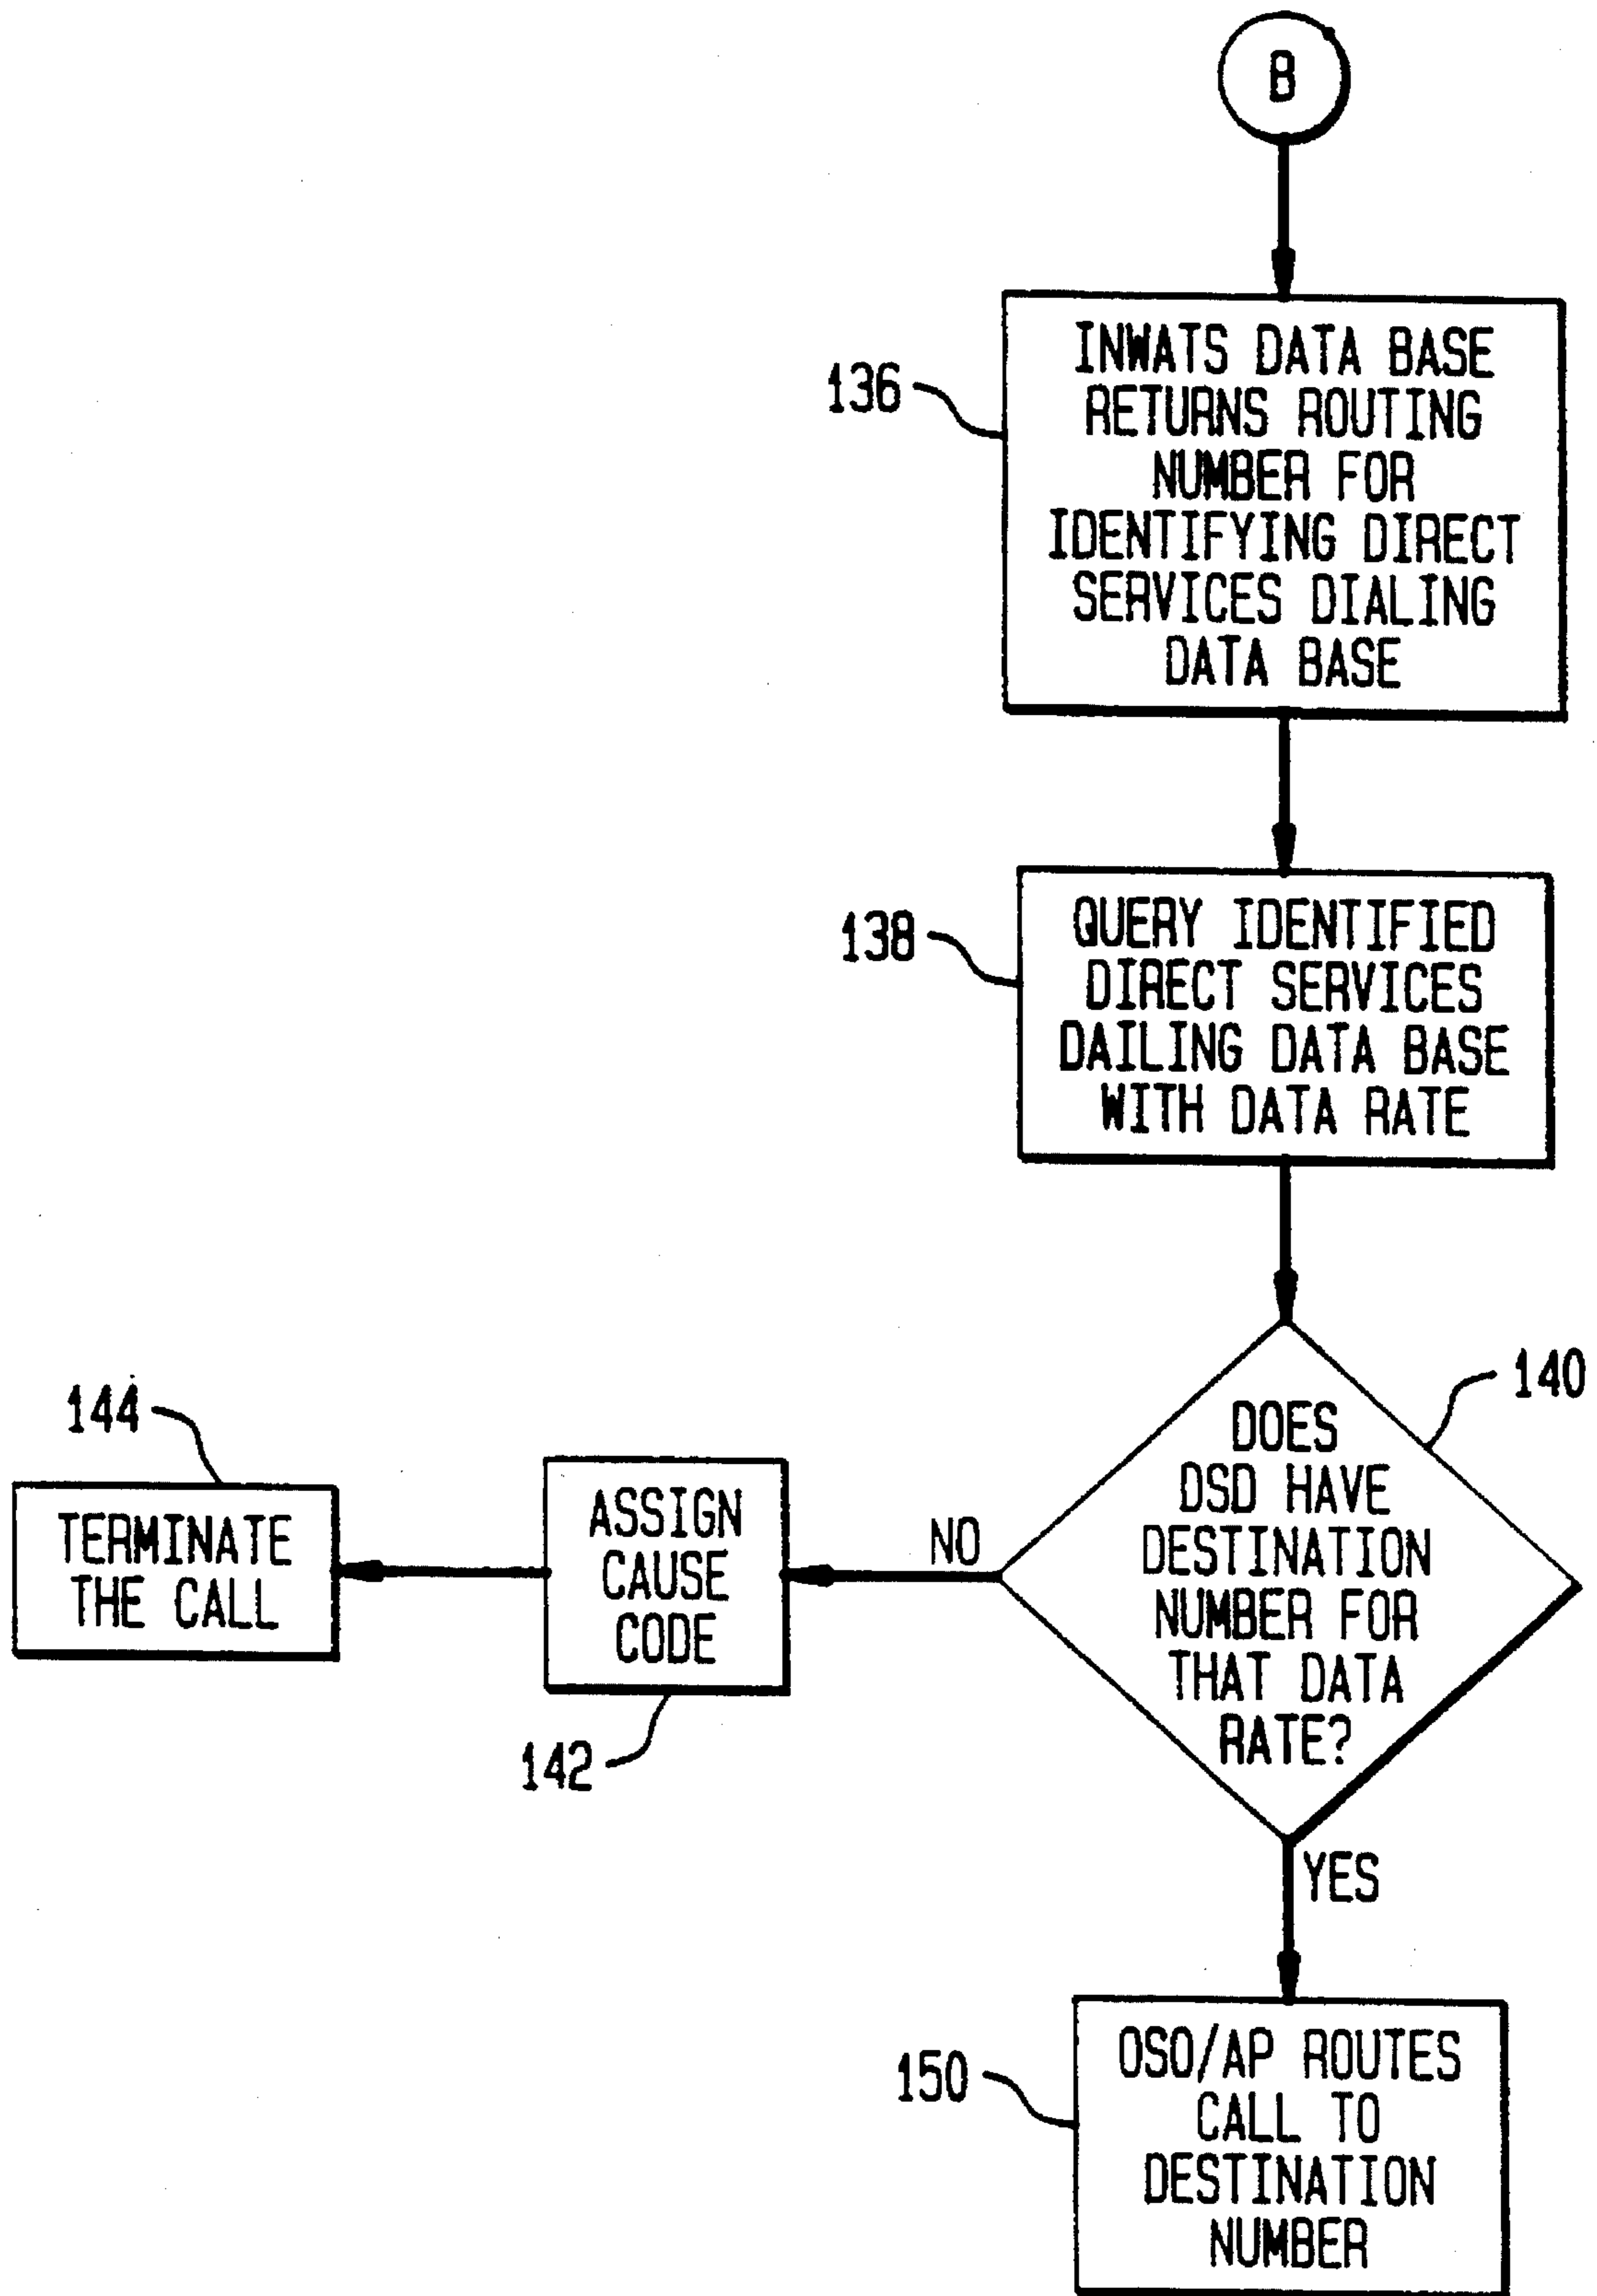 B
136
INWATS DATA BASE
RETURNS ROUTING
NUMBER FOR
IDENTIFYING DIRECT
SERVICES DIALING
DATA BASE
138
QUERY IDENTIFIED
DIRECT SERVICES
DAILING DATA BASE
WITH DATA RATE
140
DOES
DSD HAVE
DESTINATION
NUMBER FOR
THAT DATA
RATE?
NO
ASSIGN
CAUSE
CODE
142
144
TERMINATE
THE CALL
YES
150
OSO/AP ROUTES
CALL TO
DESTINATION
NUMBER